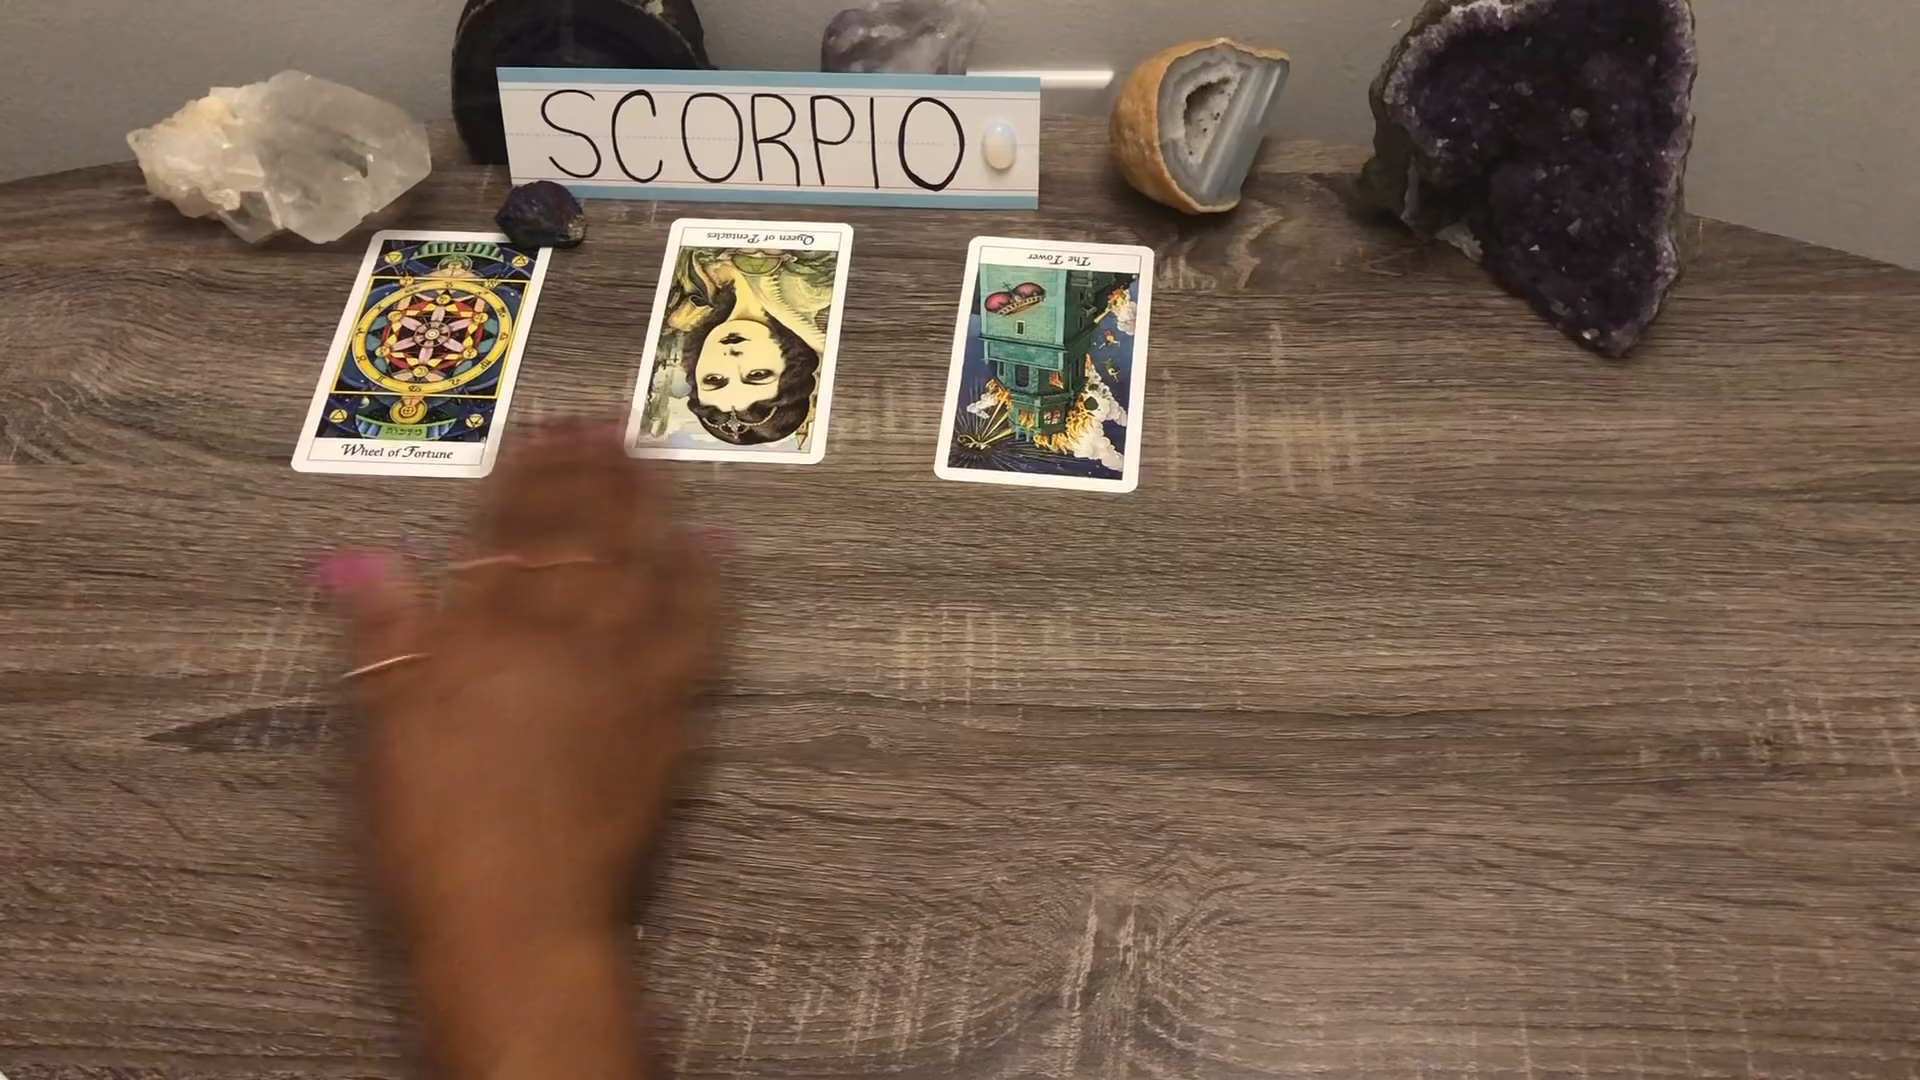 SCORPIO
Wheel of Fortune
Queen of Pentacles
The Tower